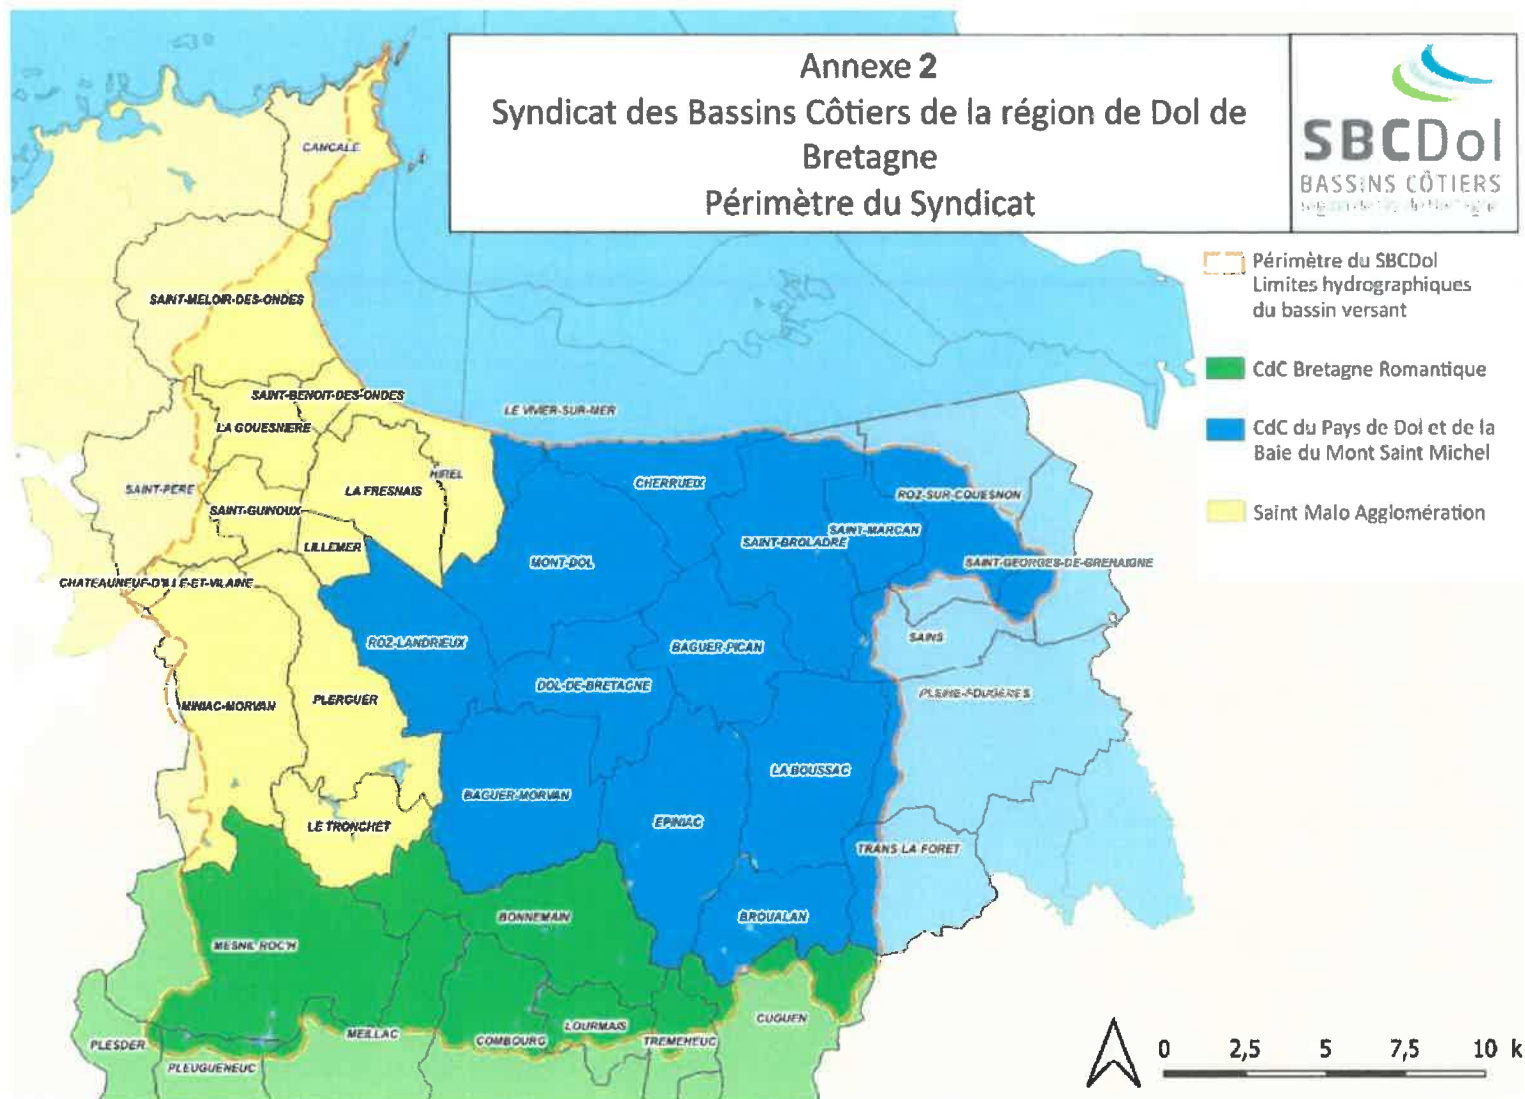 Annexe 2
Syndicat des Bassins Côtiers de la région de Dol de
Bretagne
Périmètre du Syndicat
SBCDol
BASSINS CÔTIERS
Périmètre du SBCDol
Limites hydrographiques
du bassin versant
CdC Bretagne Romantique
CdC du Pays de Dol et de la
Baie du Mont Saint Michel
Saint Malo Agglomération
CANCALE
SAINT-MELOIR-DES-ONDES
SAINT-BENOIT-DES-ONDES
LE VIVIER-SUR-MER
LA GOUESNIERE
HIREL
CHERRUEIX
SAINT-PERE
LA FRESNAIS
ROZ-SUR-COUESNON
SAINT-GUINOUX
SAINT-MARCAN
SAINT-BROLADRE
LILLEMER
MONT-DOL
SAINT-GEORGES-DE-GREHAIGNE
CHATEAUNEUF-D'ILLE-ET-VILAINE
ROZ-LANDRIEUX
BAGUER-PICAN
SAINS
DOL-DE-BRETAGNE
PLEINE-FOUGERES
MINIAC-MORVAN
PLERGUER
LA BOUSSAC
BAGUER-MORVAN
EPINIAC
LE TRONCHET
TRANS LA FORET
BONNEMAIN
BROUALAN
MESNIL ROC'H
CUGUEN
LOURMAIS
MEILLAC
COMBOURG
TREMEHEUC
PLESDER
PLEUGUENEUC
0 2,5 5 7,5 10 k